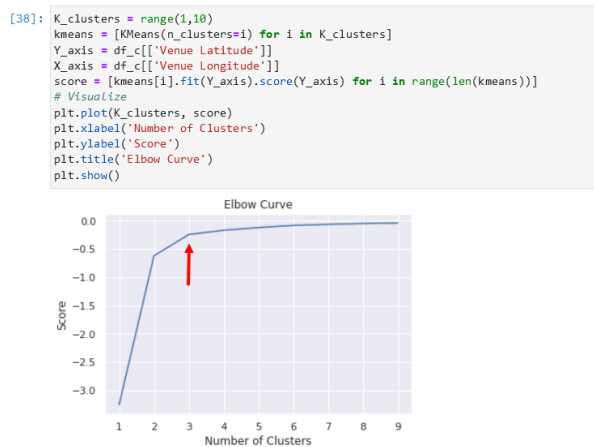 [38]: K_clusters = range(1,10)
kmeans = [KMeans(n_clusters=i) for i in K_clusters]
Y_axis = df_c[['Venue Latitude']]
X_axis = df_c[['Venue Longitude']]
score = [kmeans[i].fit(Y_axis).score(Y_axis) for i in range(len(kmeans))]
# Visualize
plt.plot(K_clusters, score)
plt.xlabel('Number of Clusters')
plt.ylabel('Score')
plt.title('Elbow Curve')
plt.show()
Elbow Curve
0.0
−0.5
−1.0
−1.5
−2.0
−2.5
−3.0
Score
1 2 3 4 5 6 7 8 9
Number of Clusters